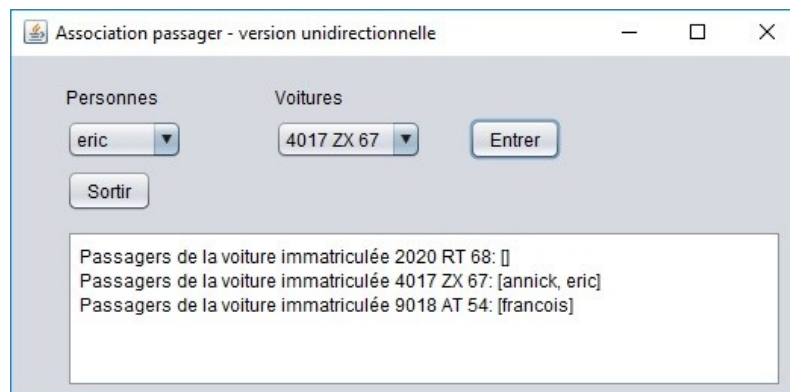 Association passager - version unidirectionnelle
Personnes Voitures
eric 4017 ZX 67 Entrer
Sortir
Passagers de la voiture immatriculée 2020 RT 68: []
Passagers de la voiture immatriculée 4017 ZX 67: [annick, eric]
Passagers de la voiture immatriculée 9018 AT 54: [francois]